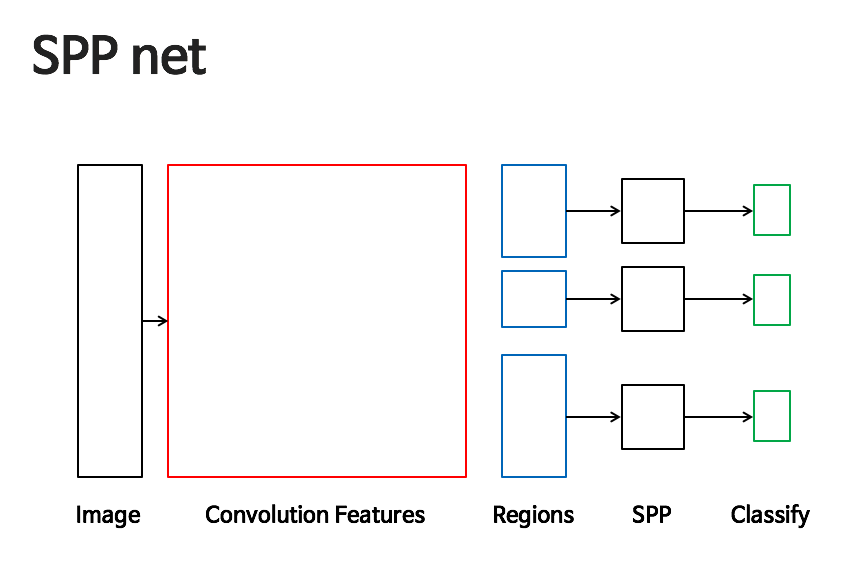 SPP net
Image
Convolution Features
Regions
SPP
Classify